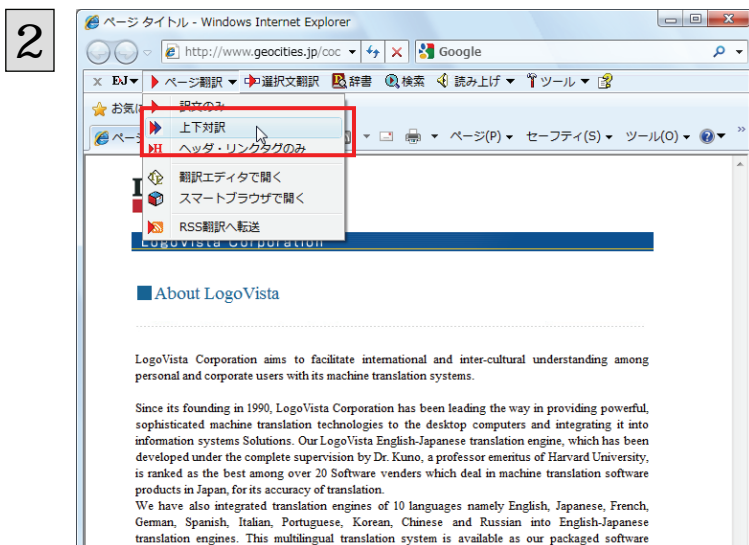 2
ページ タイトル - Windows Internet Explorer
http://www.geocities.jp/coc Google
x EJ ページ翻訳 選択文翻訳 辞書 検索 読み上げ ツール
お気に 訳文のみ
上下対訳
ペー ページ(P) セーフティ(S) ツール(O)
ヘッダ・リンクタグのみ
翻訳エディタで開く
スマートブラウザで開く
RSS翻訳へ転送
LogoVista Corporation
About LogoVista
LogoVista Corporation aims to facilitate international and inter-cultural understanding among
personal and corporate users with its machine translation systems.
Since its founding in 1990, LogoVista Corporation has been leading the way in providing powerful,
sophisticated machine translation technologies to the desktop computers and integrating it into
information systems Solutions. Our LogoVista English-Japanese translation engine, which has been
developed under the complete supervision by Dr. Kuno, a professor emeritus of Harvard University,
is ranked as the best among over 20 Software venders which deal in machine translation software
products in Japan, for its accuracy of translation.
We have also integrated translation engines of 10 languages namely English, Japanese, French,
German, Spanish, Italian, Portuguese, Korean, Chinese and Russian into English-Japanese
translation engines. This multilingual translation system is available as our packaged software